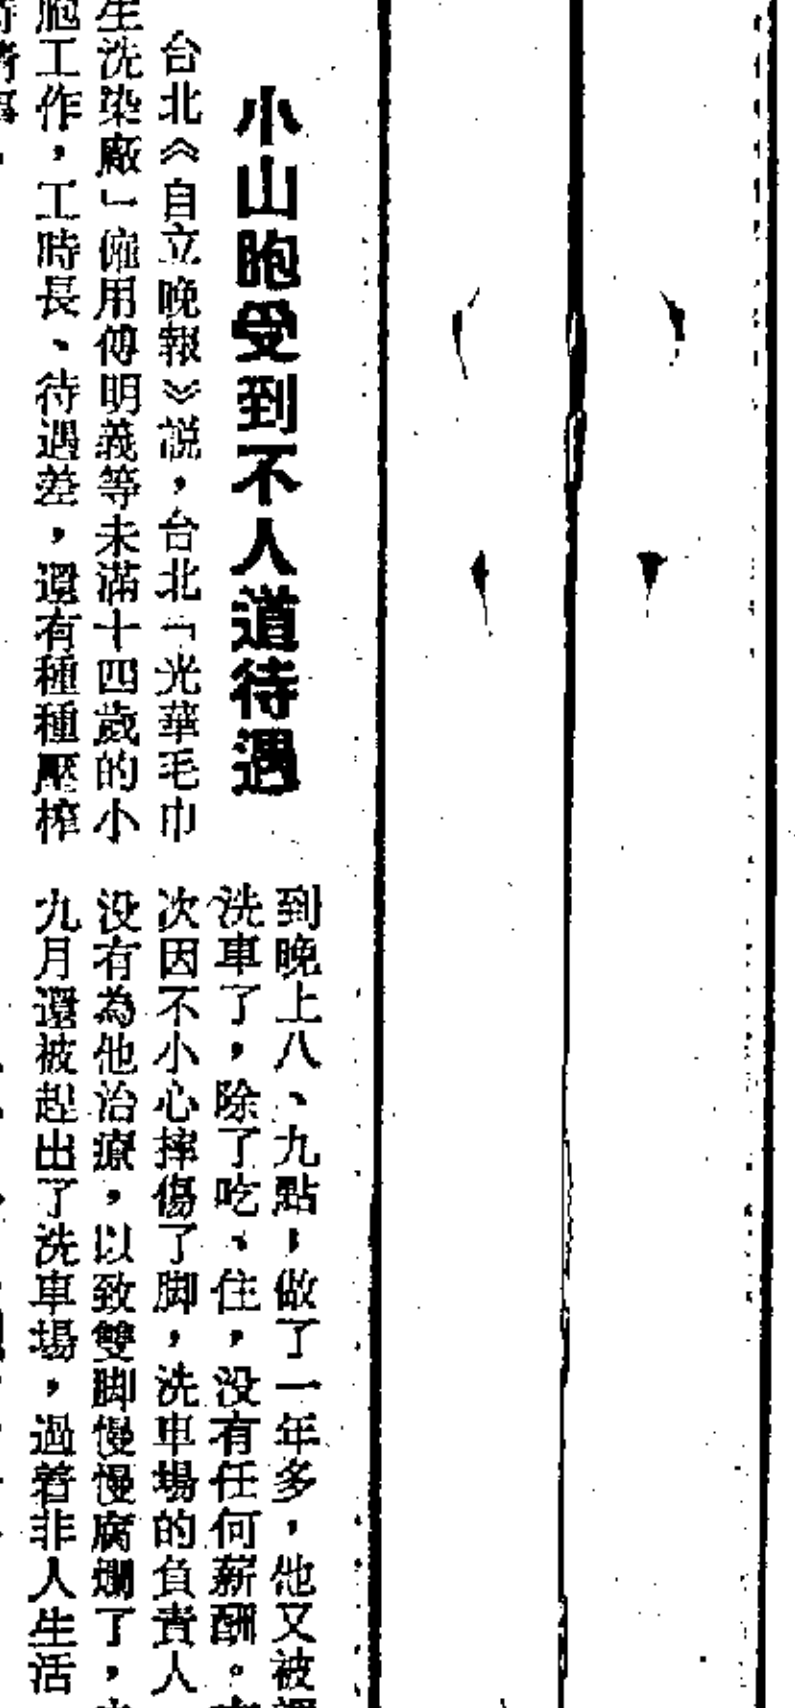 小山胞受到不人道待遇
台北《自立晚報》説，台北「光華毛巾
生洗染廠」僱用傅明義等未滿十四歲的小
胞工作，工時長、待遇差，還有種種壓榨
到晚上八、九點，做了一年多，他又被
洗車了，除了吃、住，没有任何薪酬。
次因不小心摔傷了脚，洗車場的負責人
没有為他治療，以致雙脚慢慢腐爛了，
九月還被趕出了洗車場，過着非人生活